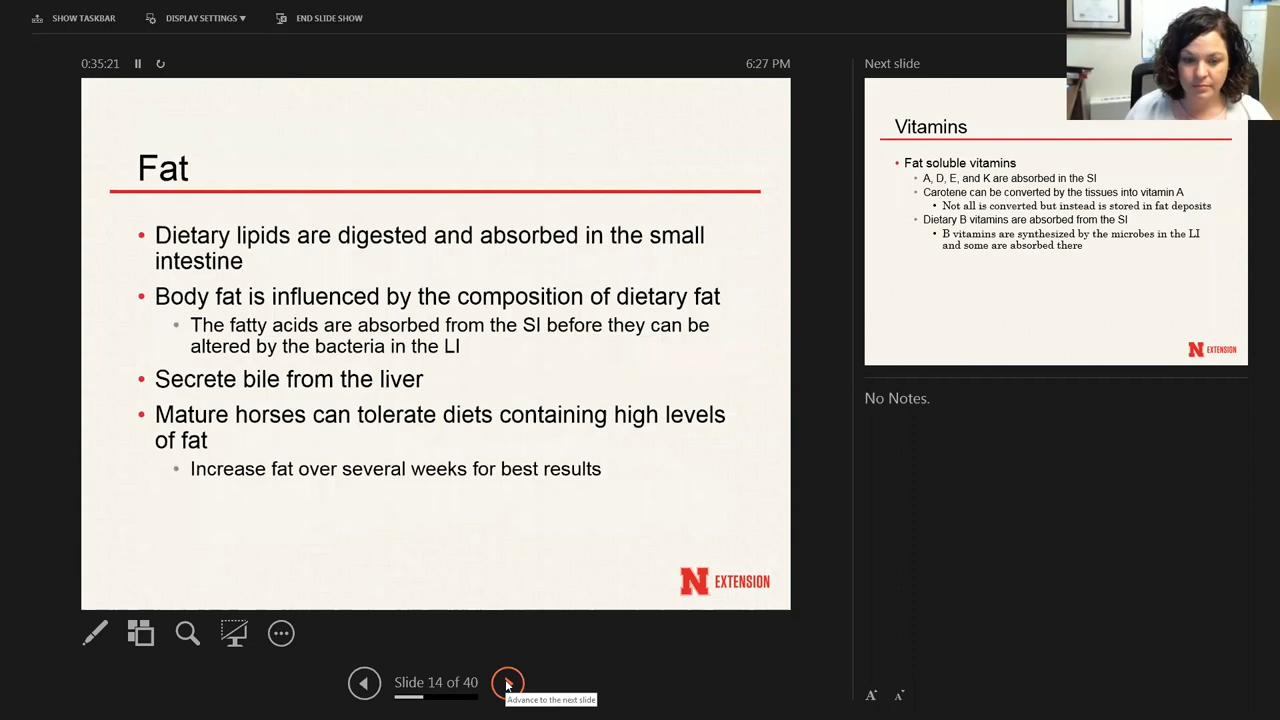 SHOW TASKBAR
DISPLAY SETTINGS ▼
END SLIDE SHOW
0:35:21
6:27 PM
Fat
• Dietary lipids are digested and absorbed in the small
intestine
• Body fat is influenced by the composition of dietary fat
• The fatty acids are absorbed from the SI before they can be
altered by the bacteria in the LI
• Secrete bile from the liver
• Mature horses can tolerate diets containing high levels
of fat
• Increase fat over several weeks for best results
N EXTENSION
Slide 14 of 40
Advance to the next slide
Next slide
Vitamins
• Fat soluble vitamins
• A, D, E, and K are absorbed in the SI
• Carotene can be converted by the tissues into vitamin A
• Not all is converted but instead is stored in fat deposits
• Dietary B vitamins are absorbed from the SI
• B vitamins are synthesized by the microbes in the LI
and some are absorbed there
N EXTENSION
No Notes.
A A